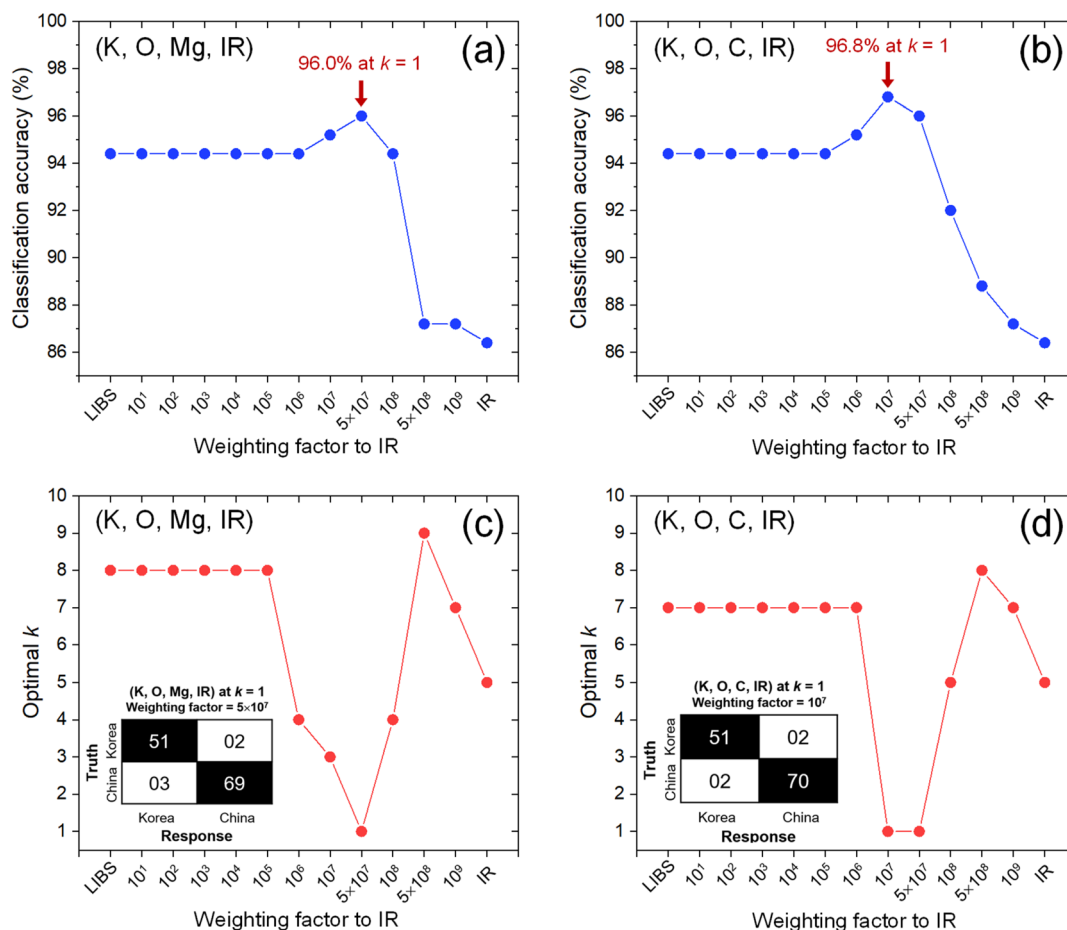 (K, O, Mg, IR)
(a)
96.0% at k = 1
Classification accuracy (%)
100
98
96
94
92
90
88
86
LIBS
10¹
10²
10³
10⁴
10⁵
10⁶
10⁷
5×10⁷
10⁸
5×10⁸
10⁹
IR
Weighting factor to IR
(K, O, C, IR)
(b)
96.8% at k = 1
Classification accuracy (%)
100
98
96
94
92
90
88
86
LIBS
10¹
10²
10³
10⁴
10⁵
10⁶
10⁷
5×10⁷
10⁸
5×10⁸
10⁹
IR
Weighting factor to IR
(K, O, Mg, IR)
(c)
Optimal k
10
9
8
7
6
5
4
3
2
1
(K, O, Mg, IR) at k = 1
Weighting factor = 5×10⁷
Truth
Korea
51
02
China
03
69
Korea
China
Response
LIBS
10¹
10²
10³
10⁴
10⁵
10⁶
10⁷
5×10⁷
10⁸
5×10⁸
10⁹
IR
Weighting factor to IR
(K, O, C, IR)
(d)
Optimal k
10
9
8
7
6
5
4
3
2
1
(K, O, C, IR) at k = 1
Weighting factor = 10⁷
Truth
Korea
51
02
China
02
70
Korea
China
Response
LIBS
10¹
10²
10³
10⁴
10⁵
10⁶
10⁷
5×10⁷
10⁸
5×10⁸
10⁹
IR
Weighting factor to IR